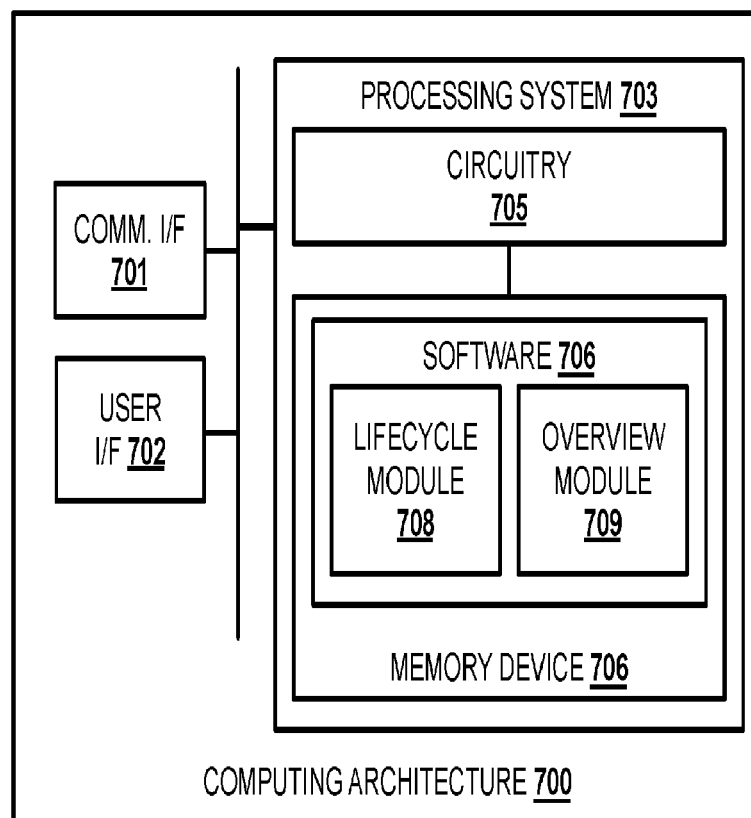 PROCESSING SYSTEM 703
CIRCUITRY
705
COMM. I/F
701
USER
I/F 702
SOFTWARE 706
LIFECYCLE
MODULE
708
OVERVIEW
MODULE
709
MEMORY DEVICE 706
COMPUTING ARCHITECTURE 700